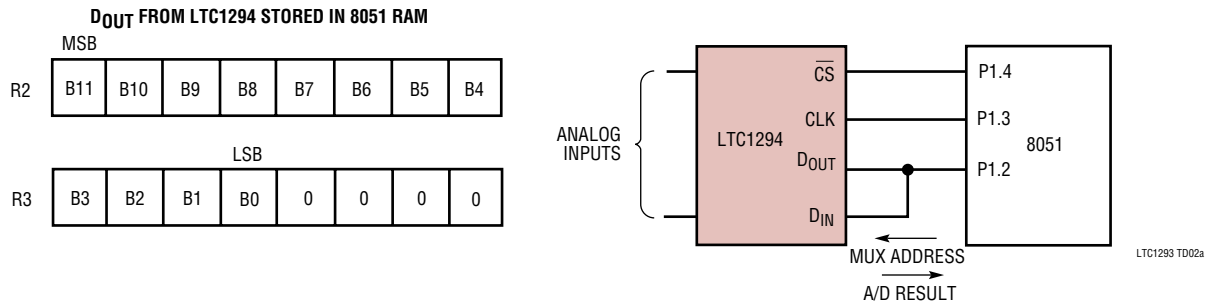 DOUT FROM LTC1294 STORED IN 8051 RAM
MSB
R2 B11 B10 B9 B8 B7 B6 B5 B4
LSB
R3 B3 B2 B1 B0 0 0 0 0
ANALOG
INPUTS
LTC1294
CS
CLK
DOUT
DIN
P1.4
P1.3
P1.2
8051
MUX ADDRESS
A/D RESULT
LTC1293 TD02a